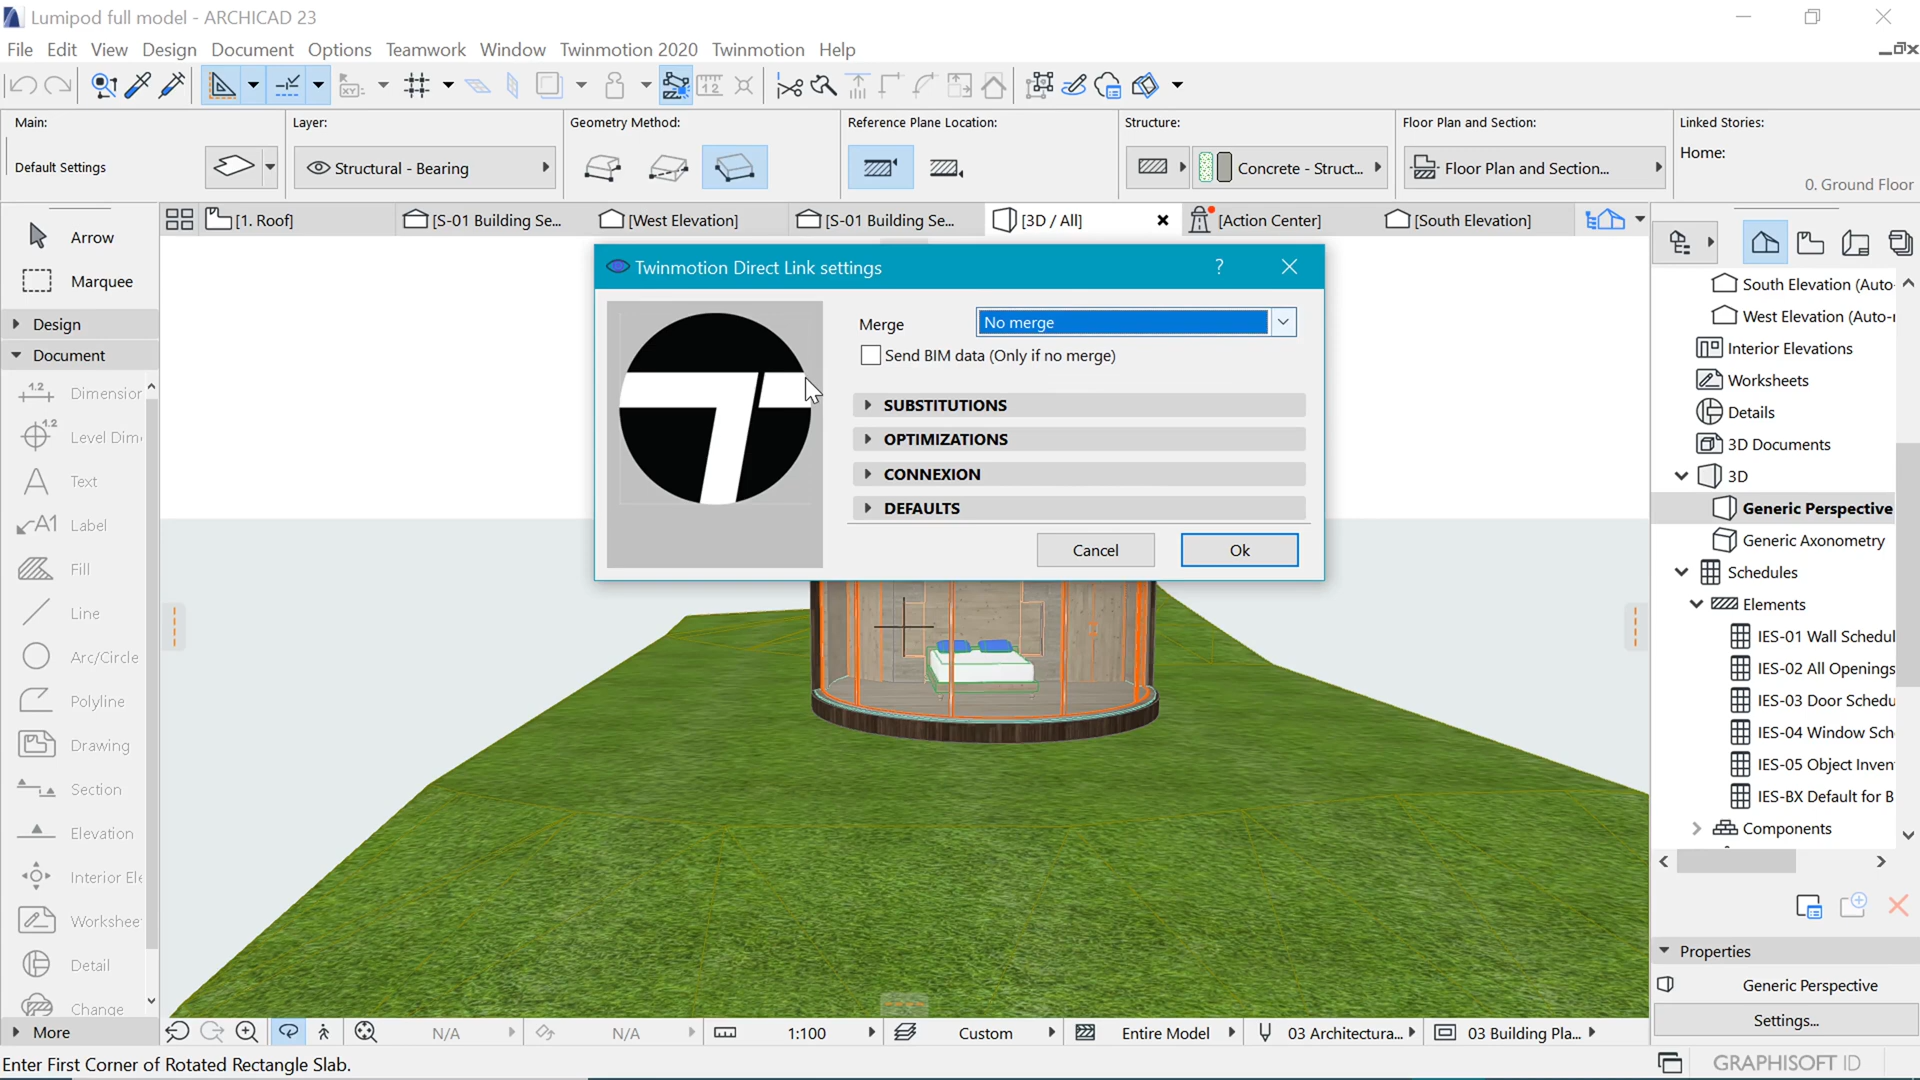 Lumipod full model - ARCHICAD 23
File Edit View Design Document Options Teamwork Window Twinmotion 2020 Twinmotion Help
Main:
Default Settings
Layer:
Structural - Bearing
Geometry Method:
Reference Plane Location:
Structure:
Concrete - Struct...
Floor Plan and Section:
Floor Plan and Section...
Linked Stories:
Home:
0. Ground Floor
[1. Roof]
[S-01 Building Se...
[West Elevation]
[S-01 Building Se...
[3D / All]
[Action Center]
[South Elevation]
Arrow
Marquee
Design
Document
1.2 Dimension
1.2 Level Dim
Text
A1 Label
Fill
Line
Arc/Circle
Polyline
Drawing
Section
Elevation
Interior Ele
Workshee
Detail
Change
More
Twinmotion Direct Link settings
?
Merge
No merge
Send BIM data (Only if no merge)
SUBSTITUTIONS
OPTIMIZATIONS
CONNEXION
DEFAULTS
Cancel
Ok
South Elevation (Auto-
West Elevation (Auto-r
Interior Elevations
Worksheets
Details
3D Documents
3D
Generic Perspective
Generic Axonometry
Schedules
Elements
IES-01 Wall Schedul
IES-02 All Openings
IES-03 Door Schedu
IES-04 Window Sch
IES-05 Object Inven
IES-BX Default for B
Components
Properties
Generic Perspective
Settings...
N/A
N/A
1:100
Custom
Entire Model
03 Architectura...
03 Building Pla...
Enter First Corner of Rotated Rectangle Slab.
GRAPHISOFT ID